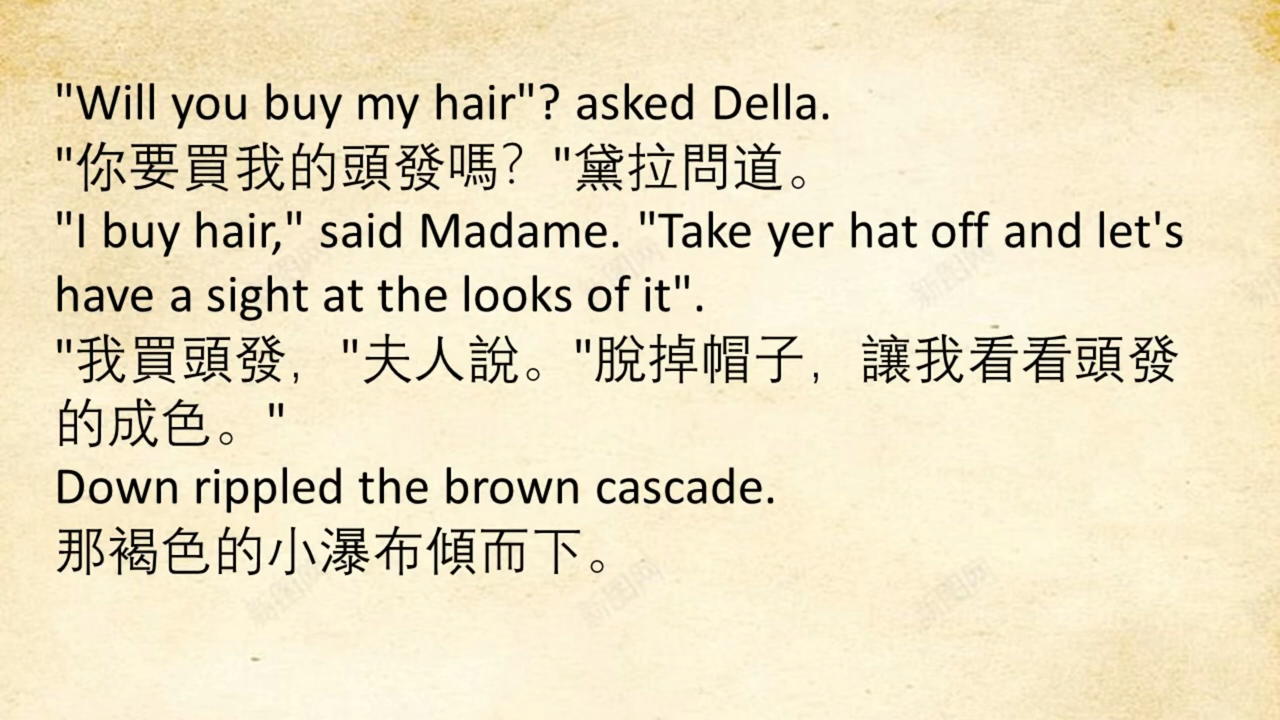 "Will you buy my hair"? asked Della.
"你要買我的頭發嗎？"黛拉問道。
"I buy hair," said Madame. "Take yer hat off and let's
have a sight at the looks of it".
"我買頭發，"夫人說。"脫掉帽子，讓我看看頭發
的成色。"
Down rippled the brown cascade.
那褐色的小瀑布傾而下。